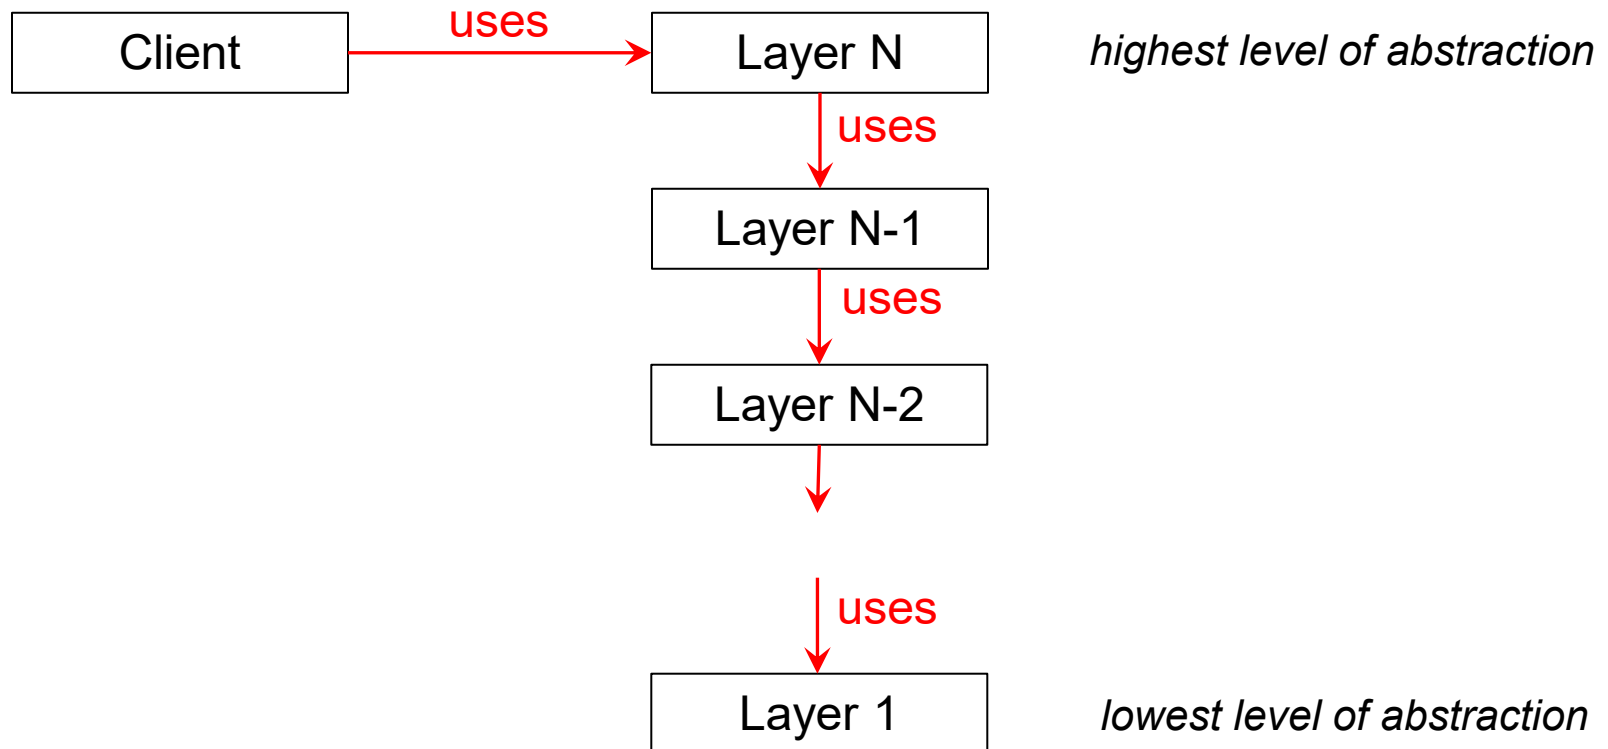 uses
Client
Layer N
highest level of abstraction
uses
Layer N-1
uses
Layer N-2
uses
Layer 1
lowest level of abstraction